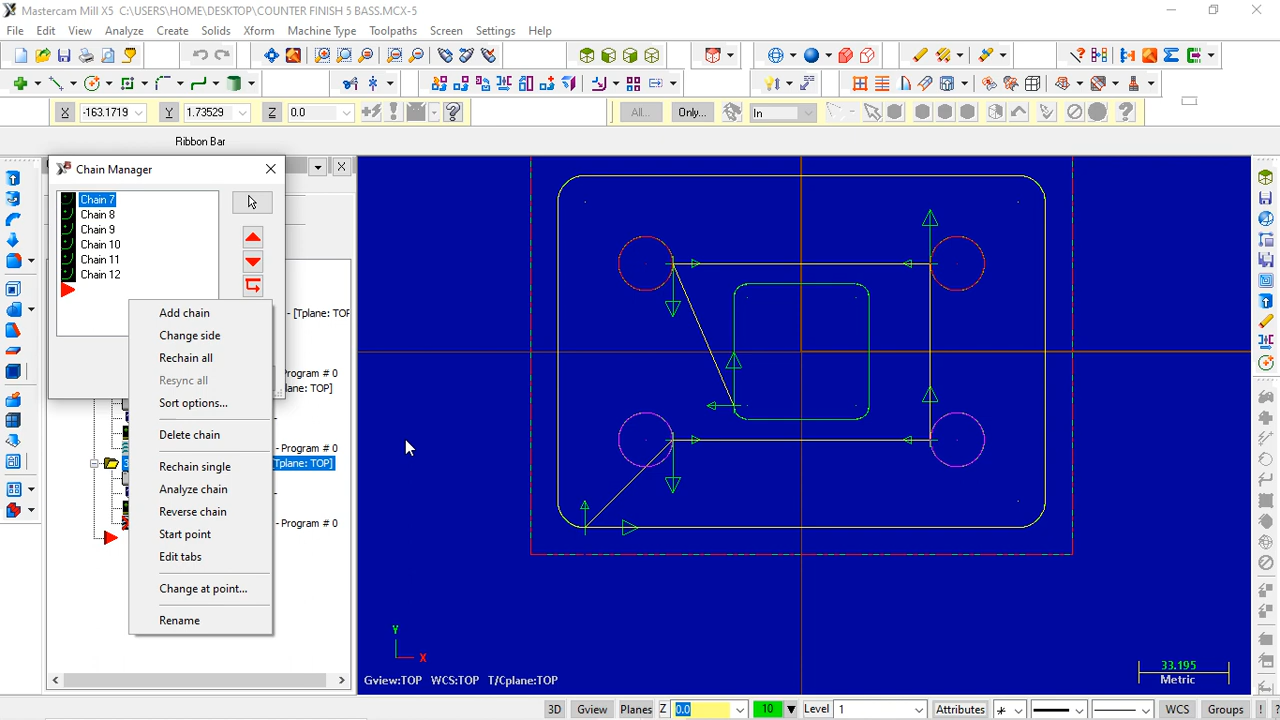 Mastercam Mill X5 C:\USERS\HOME\DESKTOP\COUNTER FINISH 5 BASS.MCX-5
File Edit View Analyze Create Solids Xform Machine Type Toolpaths Screen Settings Help
X -163.1719 Y 1.73529 Z 0.0 All... Only... In
Ribbon Bar
Chain Manager
Chain 7
Chain 8
Chain 9
Chain 10
Chain 11
Chain 12
Add chain
- [Tplane: TOP
Change side
Rechain all
- Program # 0
Resync all
lane: TOP]
Sort options...
Delete chain
- Program # 0
Rechain single
Tplane: TOP]
Analyze chain
Reverse chain
- Program # 0
Start point
Edit tabs
Change at point...
Rename
Y
X
33.195
Metric
Gview:TOP WCS:TOP T/Cplane:TOP
3D Gview Planes Z 0.0 10 Level 1 Attributes WCS Groups